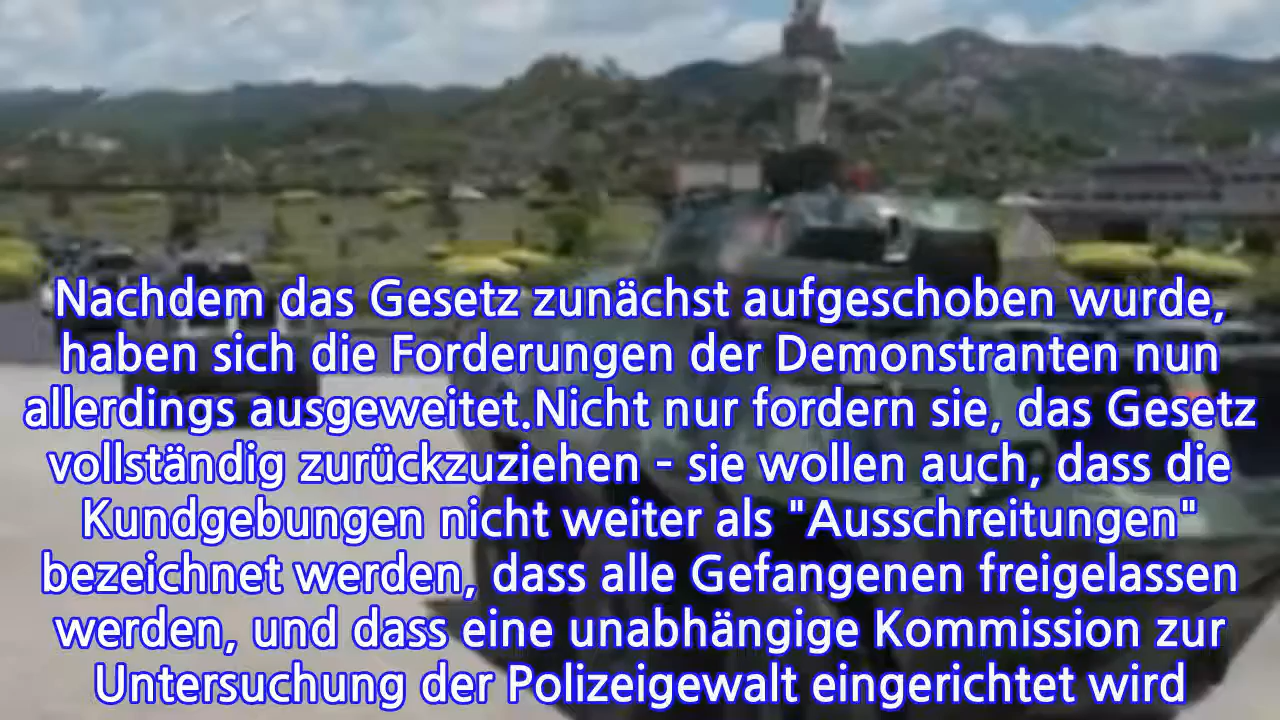 Nachdem das Gesetz zunächst aufgeschoben wurde,
haben sich die Forderungen der Demonstranten nun
allerdings ausgeweitet.Nicht nur fordern sie, das Gesetz
vollständig zurückzuziehen - sie wollen auch, dass die
Kundgebungen nicht weiter als "Ausschreitungen"
bezeichnet werden, dass alle Gefangenen freigelassen
werden, und dass eine unabhängige Kommission zur
Untersuchung der Polizeigewalt eingerichtet wird